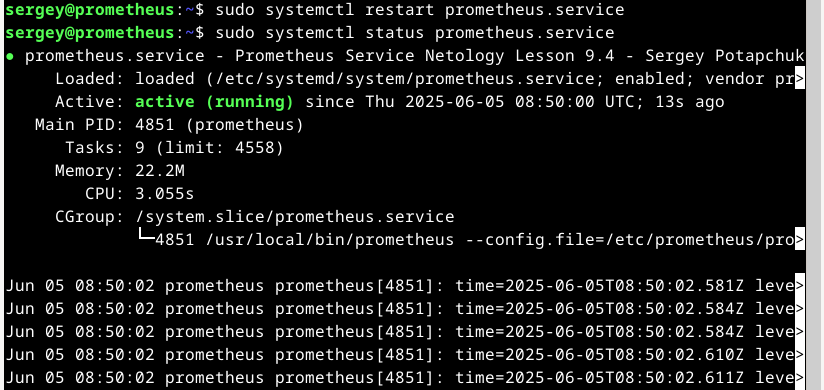 sergey@prometheus:~$ sudo systemctl restart prometheus.service
sergey@prometheus:~$ sudo systemctl status prometheus.service
● prometheus.service - Prometheus Service Netology Lesson 9.4 - Sergey Potapchuk
     Loaded: loaded (/etc/systemd/system/prometheus.service; enabled; vendor pr>
     Active: active (running) since Thu 2025-06-05 08:50:00 UTC; 13s ago
   Main PID: 4851 (prometheus)
      Tasks: 9 (limit: 4558)
     Memory: 22.2M
        CPU: 3.055s
     CGroup: /system.slice/prometheus.service
             └─4851 /usr/local/bin/prometheus --config.file=/etc/prometheus/pro>
Jun 05 08:50:02 prometheus prometheus[4851]: time=2025-06-05T08:50:02.581Z leve>
Jun 05 08:50:02 prometheus prometheus[4851]: time=2025-06-05T08:50:02.584Z leve>
Jun 05 08:50:02 prometheus prometheus[4851]: time=2025-06-05T08:50:02.584Z leve>
Jun 05 08:50:02 prometheus prometheus[4851]: time=2025-06-05T08:50:02.610Z leve>
Jun 05 08:50:02 prometheus prometheus[4851]: time=2025-06-05T08:50:02.611Z leve>